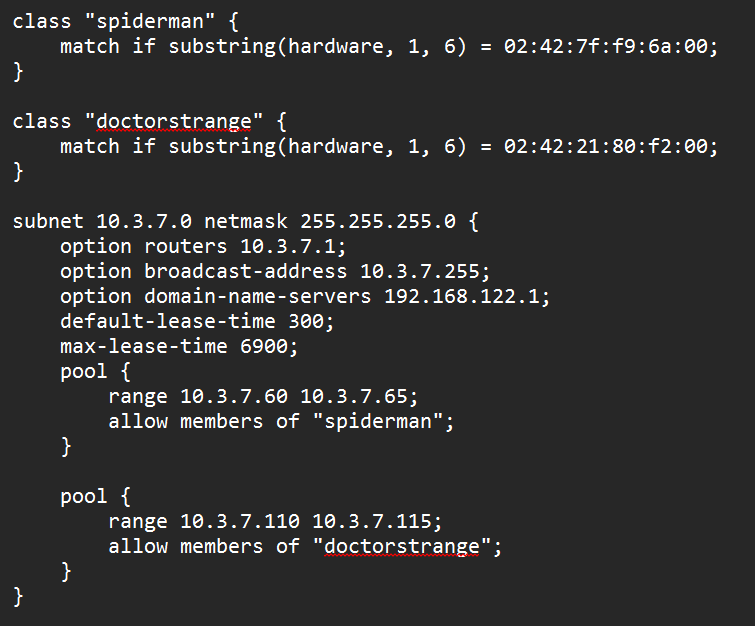 class "spiderman" {
    match if substring(hardware, 1, 6) = 02:42:7f:f9:6a:00;
}

class "doctorstrange" {
    match if substring(hardware, 1, 6) = 02:42:21:80:f2:00;
}

subnet 10.3.7.0 netmask 255.255.255.0 {
    option routers 10.3.7.1;
    option broadcast-address 10.3.7.255;
    option domain-name-servers 192.168.122.1;
    default-lease-time 300;
    max-lease-time 6900;
    pool {
        range 10.3.7.60 10.3.7.65;
        allow members of "spiderman";
    }

    pool {
        range 10.3.7.110 10.3.7.115;
        allow members of "doctorstrange";
    }
}